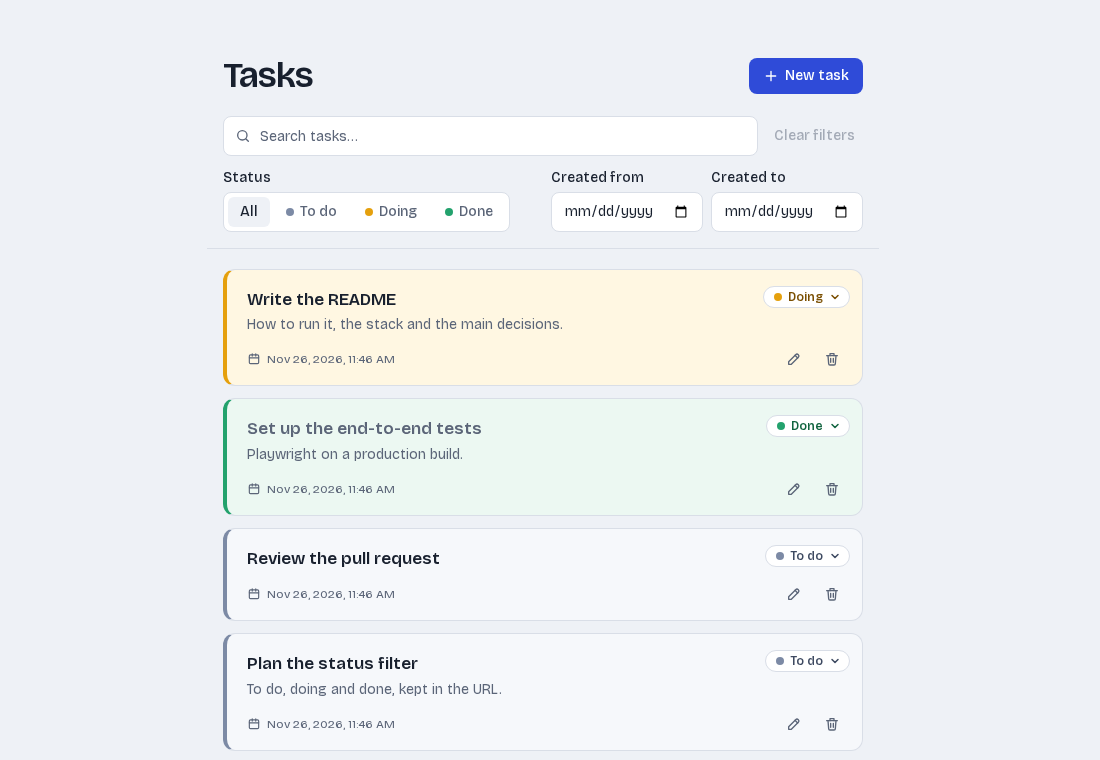 Tasks
New task
Search tasks...
Clear filters
Status
Created from
Created to
All
To do
Doing
Done
mm/dd/yyyy
mm/dd/yyyy
Write the README
Doing
How to run it, the stack and the main decisions.
Nov 26, 2026, 11:46 AM
Set up the end-to-end tests
Done
Playwright on a production build.
Nov 26, 2026, 11:46 AM
Review the pull request
To do
Nov 26, 2026, 11:46 AM
Plan the status filter
To do
To do, doing and done, kept in the URL.
Nov 26, 2026, 11:46 AM